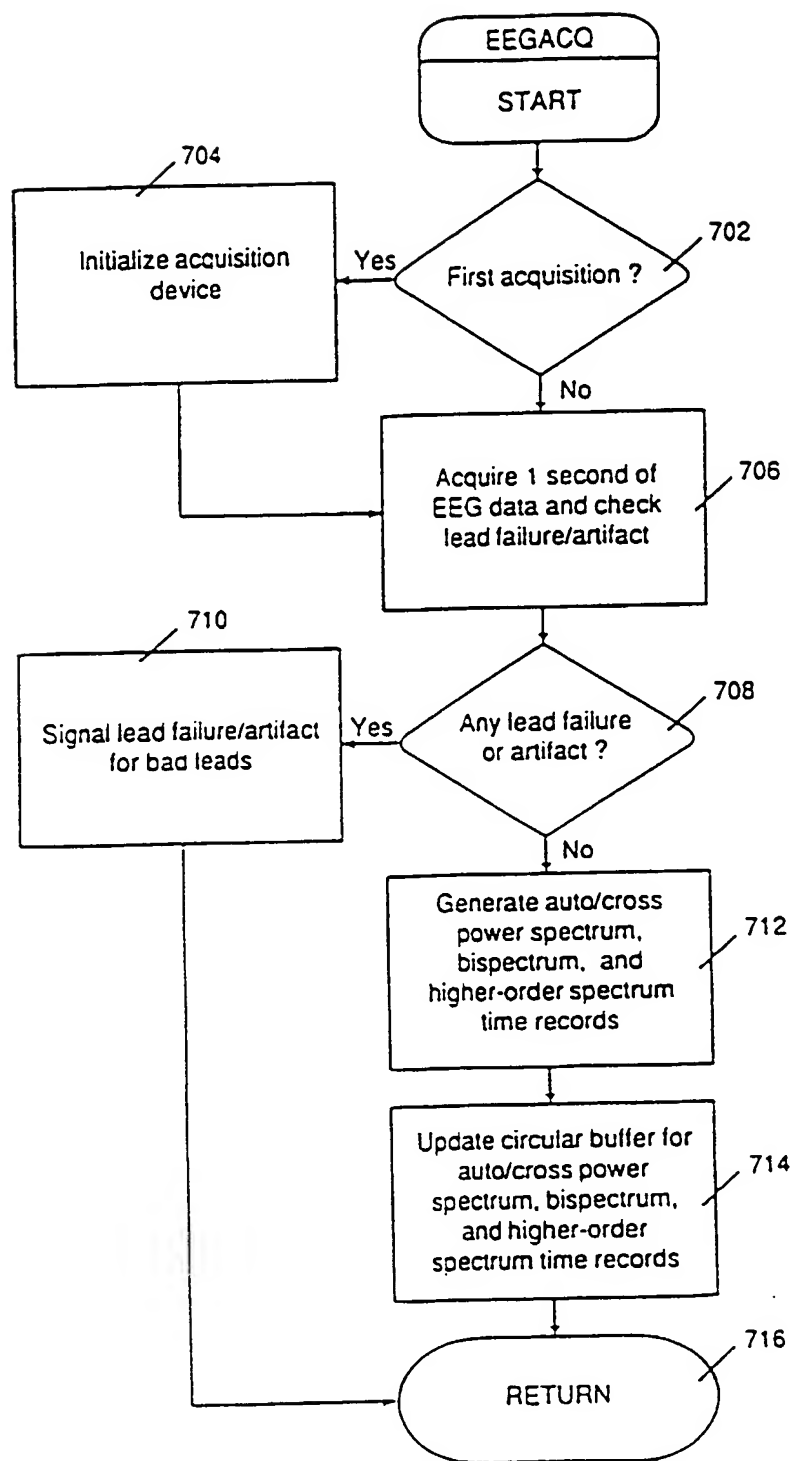 EEGACQ
START
704
702
Initialize acquisition
device
Yes
First acquisition ?
No
Acquire 1 second of
EEG data and check
lead failure/artifact
706
710
708
Signal lead failure/artifact
for bad leads
Yes
Any lead failure
or artifact ?
No
Generate auto/cross
power spectrum,
bispectrum, and
higher-order spectrum
time records
712
Update circular buffer for
auto/cross power
spectrum, bispectrum,
and higher-order
spectrum time records
714
716
RETURN